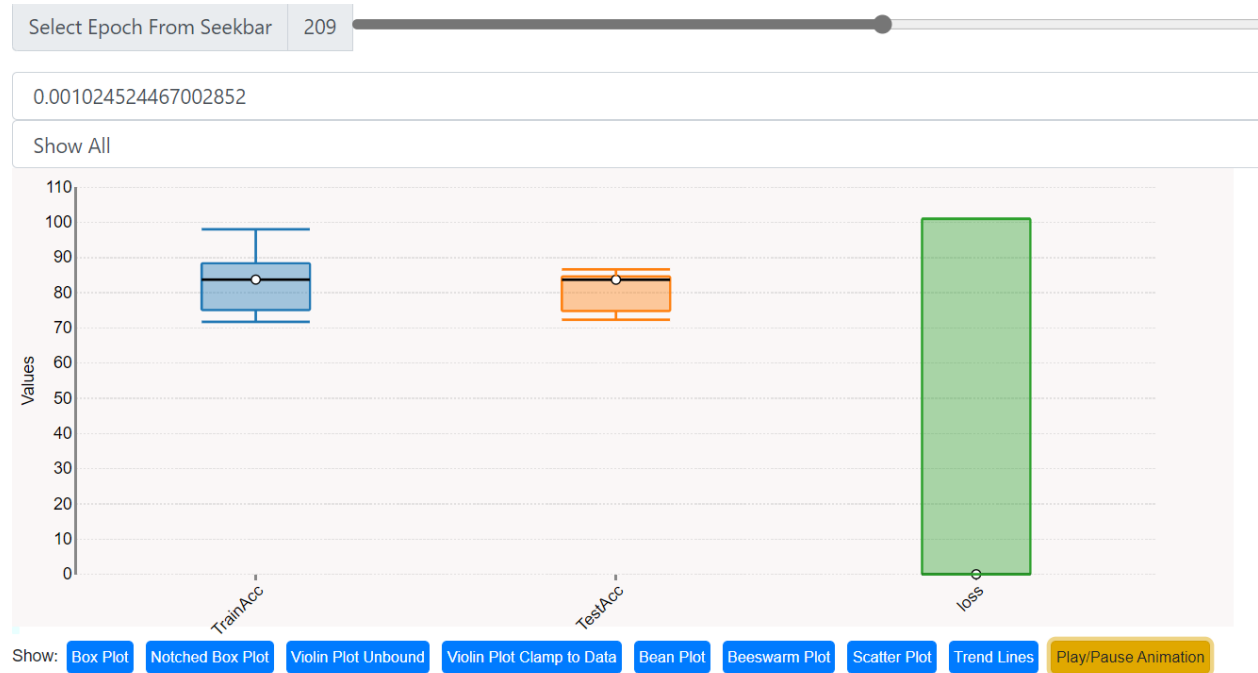 Select Epoch From Seekbar 209
0.001024524467002852
Show All
110
100
90
80
70
60
50
40
30
20
10
0
Values
TrainAcc TestAcc loss
Show: Box Plot Notched Box Plot Violin Plot Unbound Violin Plot Clamp to Data Bean Plot Beeswarm Plot Scatter Plot Trend Lines Play/Pause Animation